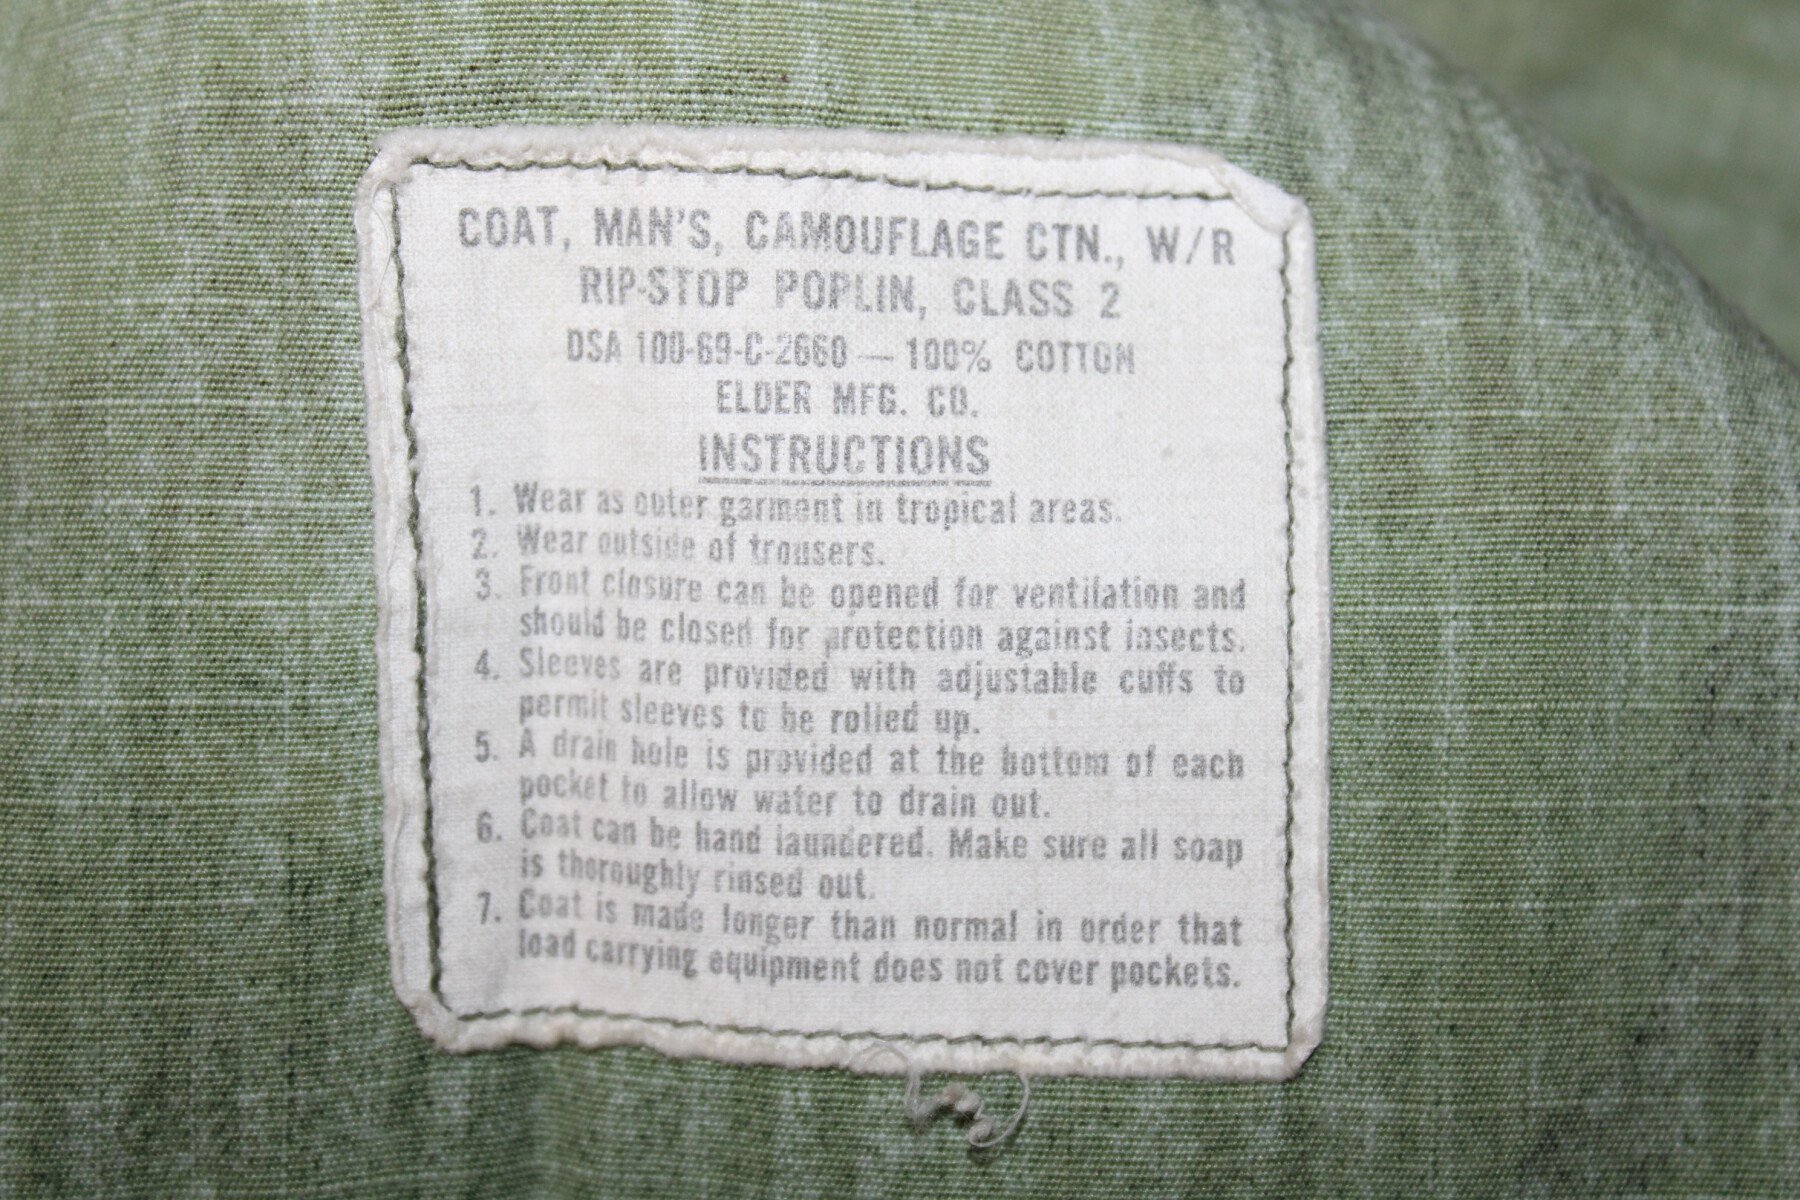 COAT, MAN'S, CAMOUFLAGE CTN., W/R
RIP-STOP POPLIN, CLASS 2
DSA 100-69-C-2660 — 100% COTTON
ELDER MFG. CO.
INSTRUCTIONS
1. Wear as outer garment in tropical areas.
2. Wear outside of trousers.
3. Front closure can be opened for ventilation and
should be closed for protection against insects.
4. Sleeves are provided with adjustable cuffs to
permit sleeves to be rolled up.
5. A drain hole is provided at the bottom of each
pocket to allow water to drain out.
6. Coat can be hand laundered. Make sure all soap
is thoroughly rinsed out.
7. Coat is made longer than normal in order that
load carrying equipment does not cover pockets.